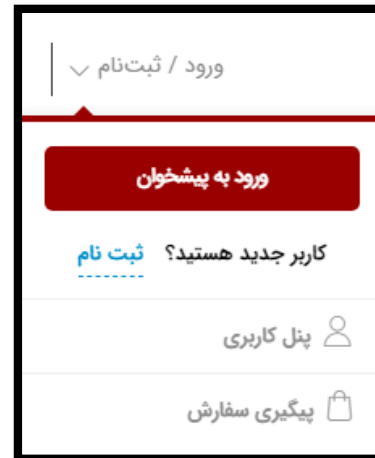 ورود / ثبت‌نام
ورود به پیشخوان
کاربر جدید هستید؟ ثبت نام
پنل کاربری
پیگیری سفارش